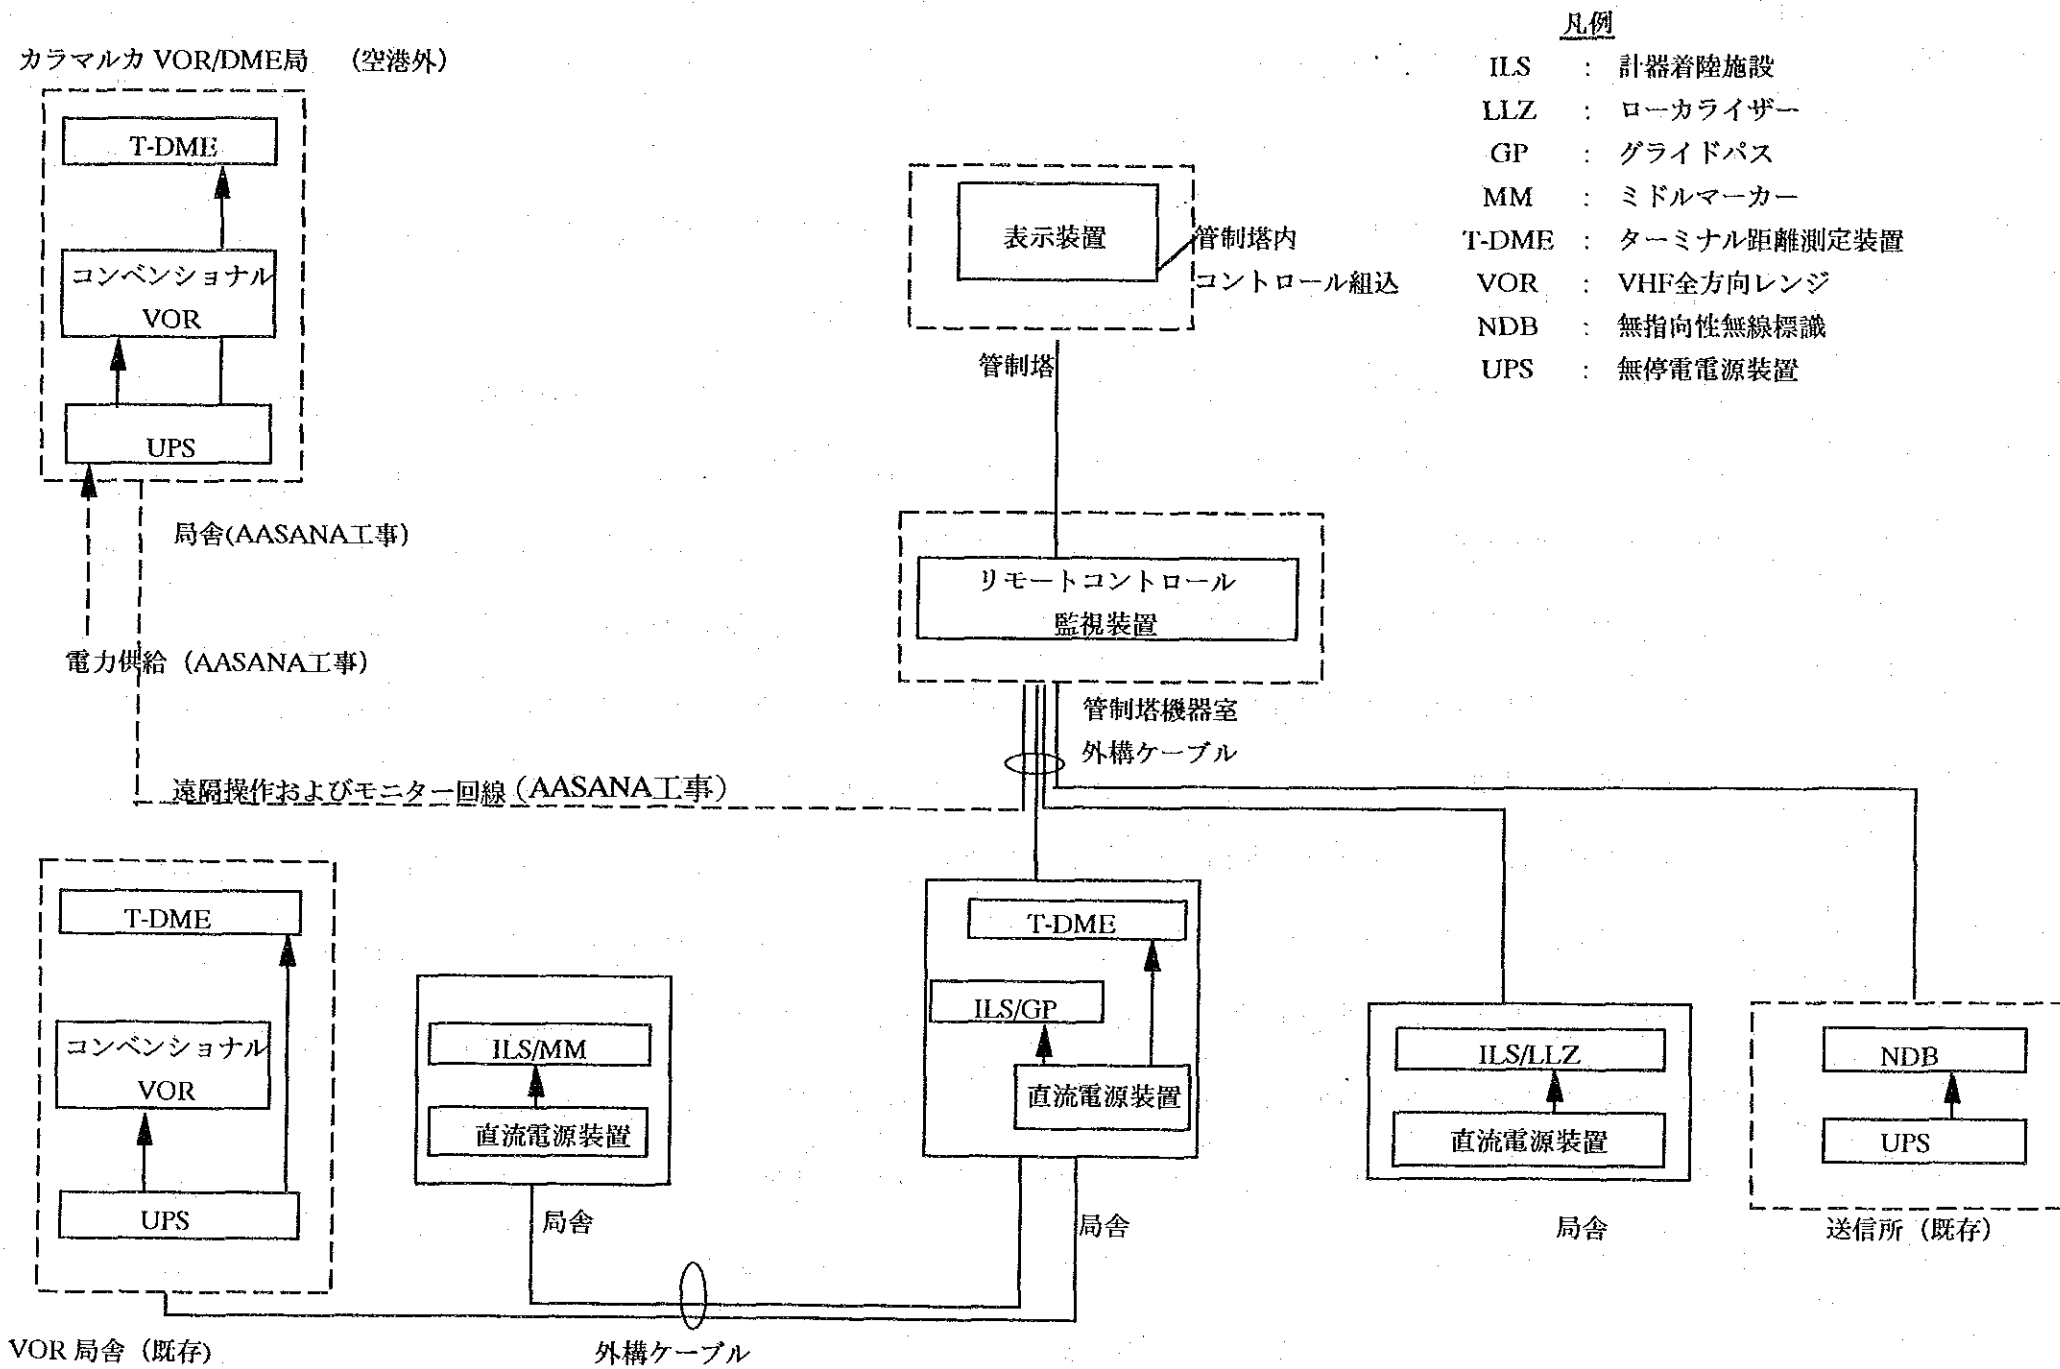 カラマルカ VOR/DME局 （空港外）
T-DME
コンベンショナル
VOR
UPS
局舎(AASANA工事)
電力供給（AASANA工事）
遠隔操作およびモニター回線（AASANA工事）
表示装置
管制塔内
コントロール組込
管制塔
リモートコントロール
監視装置
管制塔機器室
外構ケーブル
凡例
ILS : 計器着陸施設
LLZ : ローカライザー
GP : グライドパス
MM : ミドルマーカー
T-DME : ターミナル距離測定装置
VOR : VHF全方向レンジ
NDB : 無指向性無線標識
UPS : 無停電電源装置
T-DME
コンベンショナル
VOR
UPS
VOR 局舎（既存）
ILS/MM
直流電源装置
局舎
外構ケーブル
T-DME
ILS/GP
直流電源装置
局舎
ILS/LLZ
直流電源装置
局舎
NDB
UPS
送信所（既存）